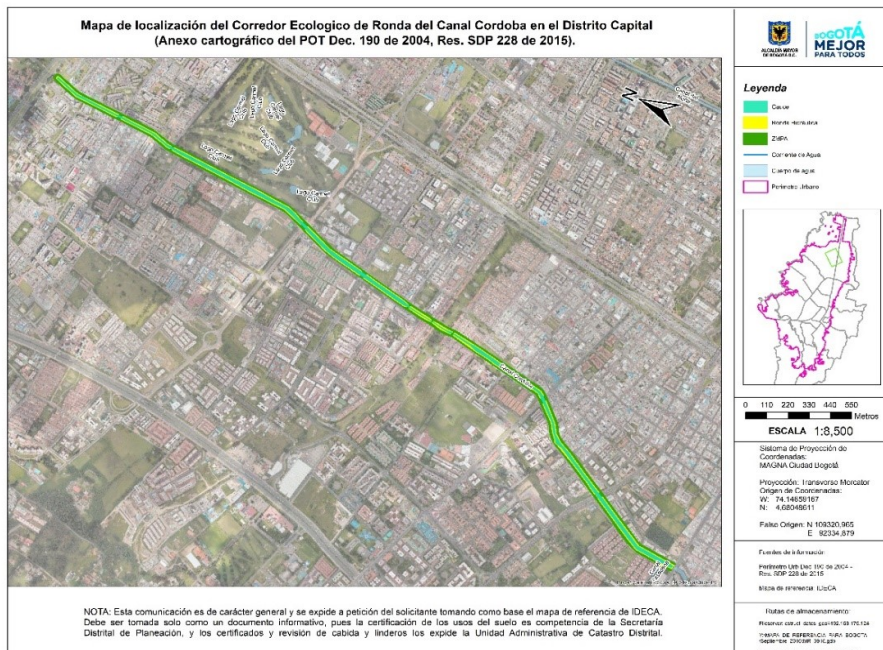 Mapa de localización del Corredor Ecologico de Ronda del Canal Cordoba en el Distrito Capital
(Anexo cartográfico del POT Dec. 190 de 2004, Res. SDP 228 de 2015).
ALCALDÍA MAYOR
DE BOGOTÁ D.C.
BOGOTÁ
MEJOR
PARA TODOS
Leyenda
Cauce
Ronda Hidráulica
ZMPA
Corriente de Agua
Cuerpo de agua
Perímetro Urbano
N
Canal Cordoba
0 110 220 330 440 550
Metros
ESCALA 1:8,500
Sistema de Proyección de
Coordenadas:
MAGNA Ciudad Bogotá
Proyección: Transverso Mercator
Origen de Coordenadas:
W: 74,14659167
N: 4,68048611
Falso Origen: N 109320,965
E 92334,879
Fuentes de información
Perímetro Urb Dec 190 de 2004 -
Res. SDP 228 de 2015
Mapa de referencia: IDECA
Rutas de almacenamiento:
NOTA: Esta comunicación es de carácter general y se expide a petición del solicitante tomando como base el mapa de referencia de IDECA.
Debe ser tomada solo como un documento informativo, pues la certificación de los usos del suelo es competencia de la Secretaría
Distrital de Planeación, y los certificados y revisión de cabida y linderos los expide la Unidad Administrativa de Catastro Distrital.